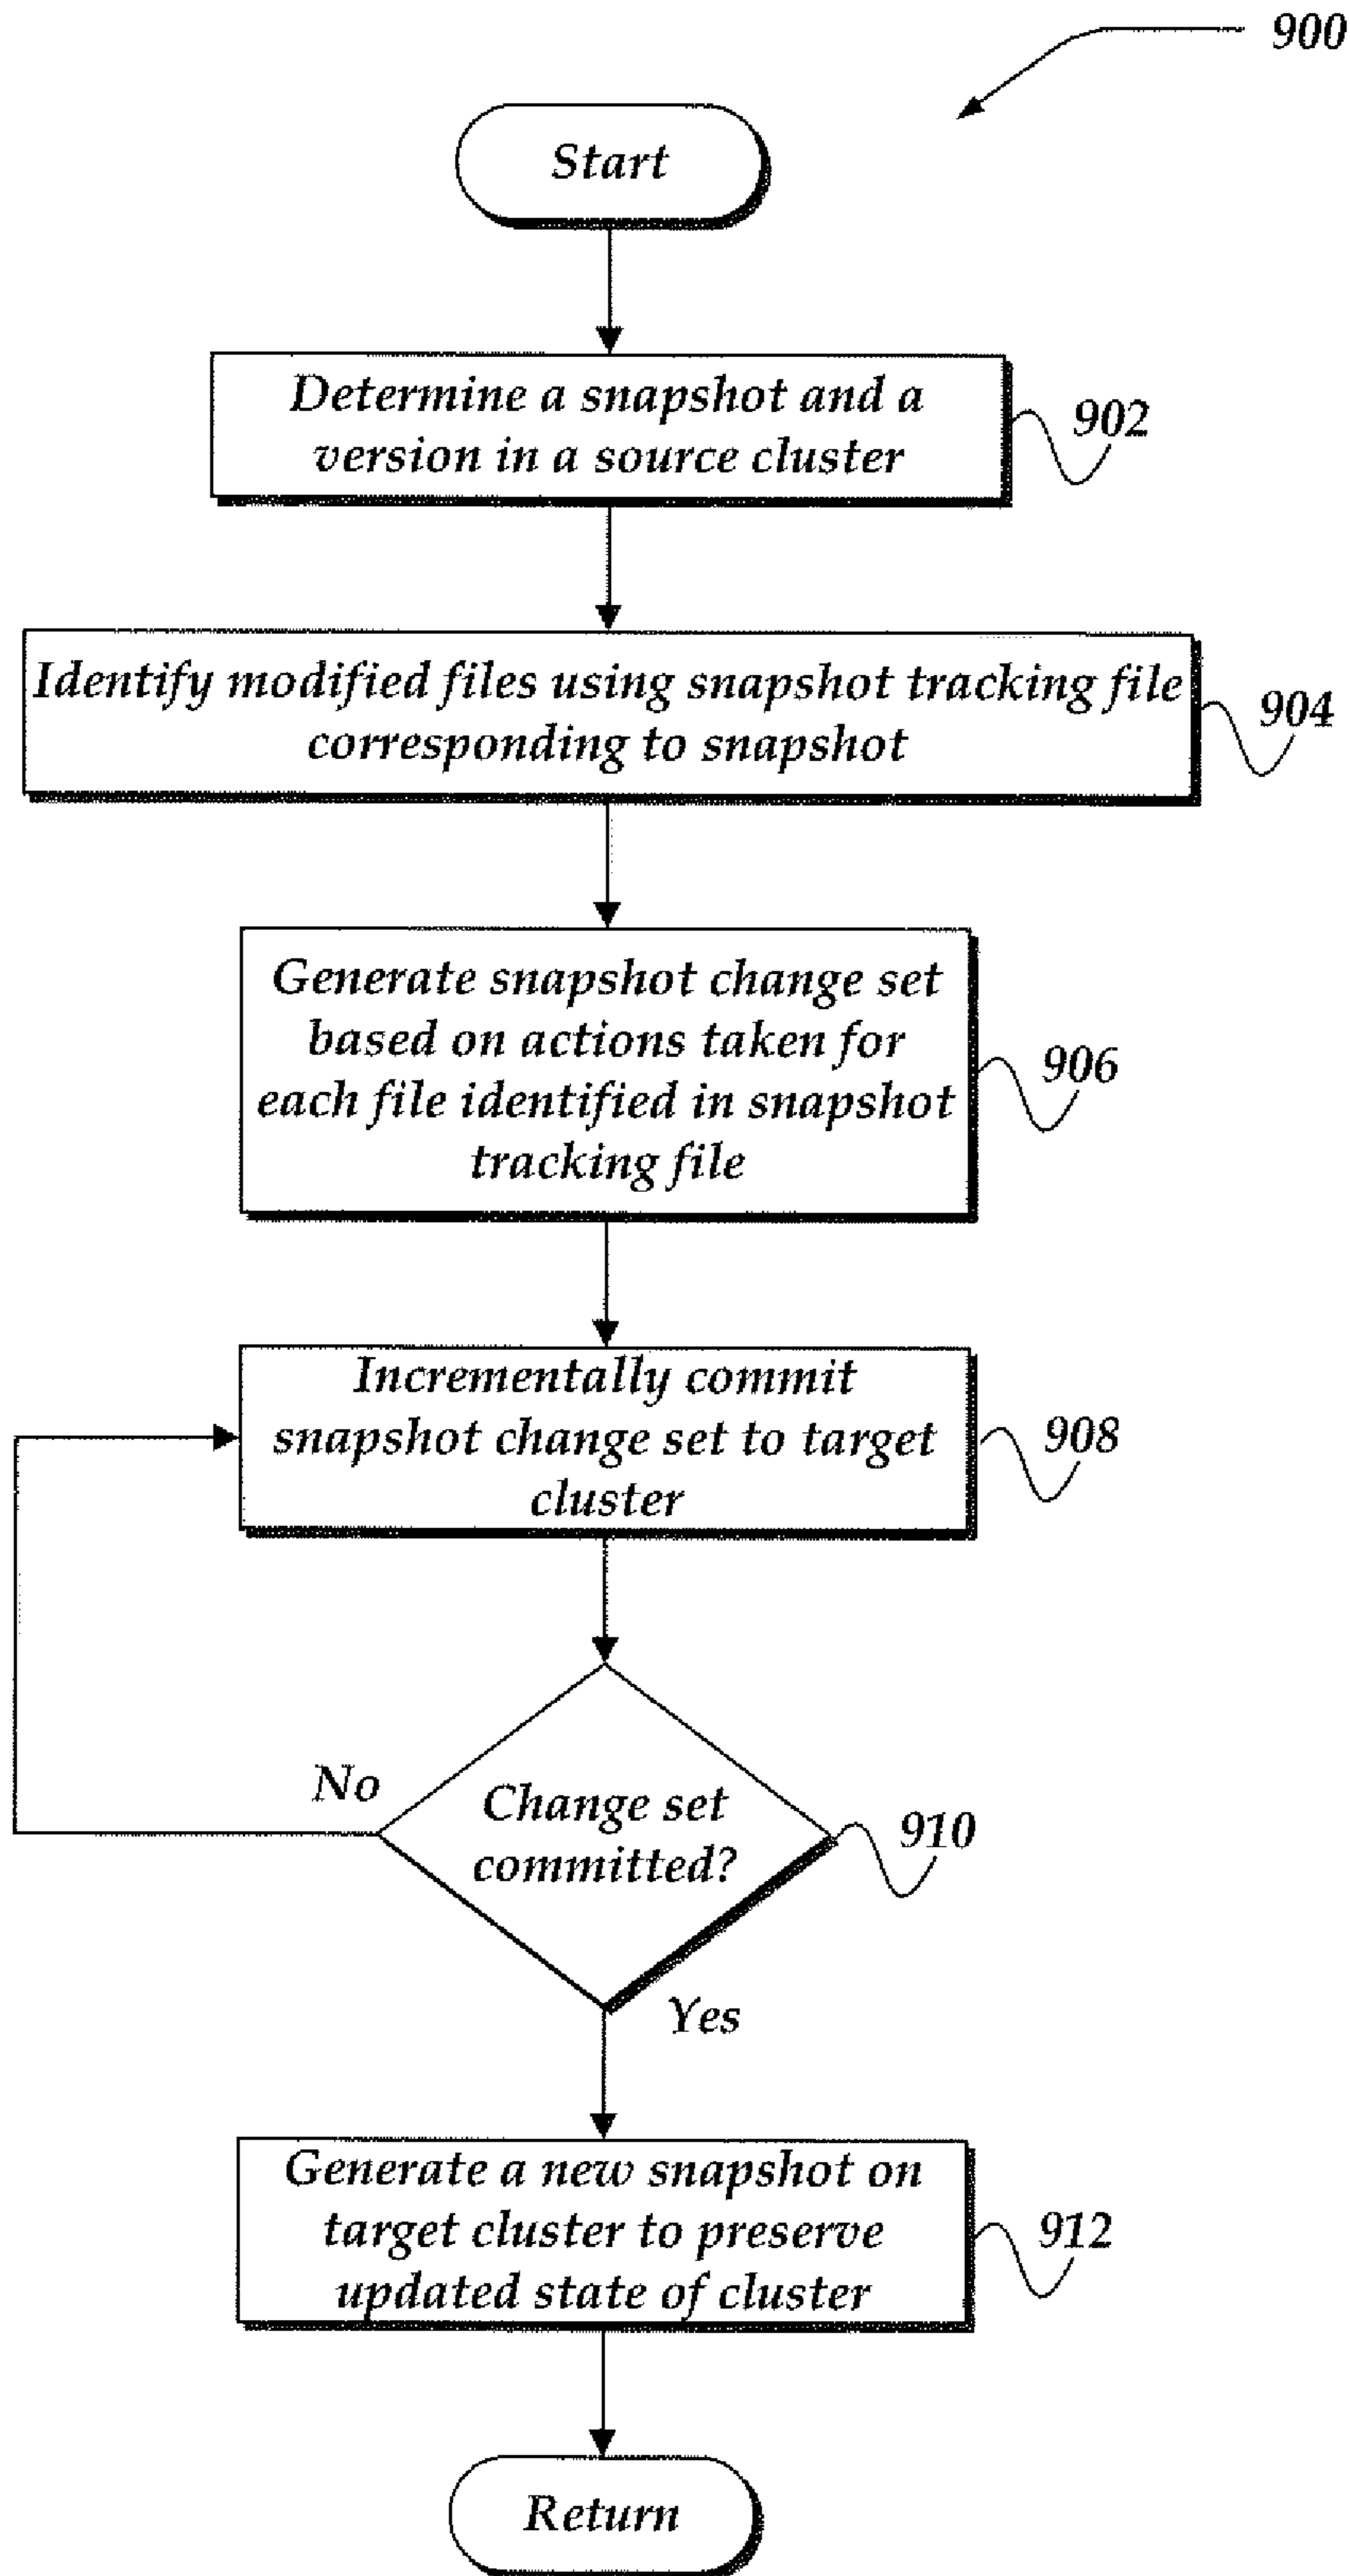 900
Start
Determine a snapshot and a
version in a source cluster
902
Identify modified files using snapshot tracking file
corresponding to snapshot
904
Generate snapshot change set
based on actions taken for
each file identified in snapshot
tracking file
906
Incrementally commit
snapshot change set to target
cluster
908
No
Change set
committed?
910
Yes
Generate a new snapshot on
target cluster to preserve
updated state of cluster
912
Return